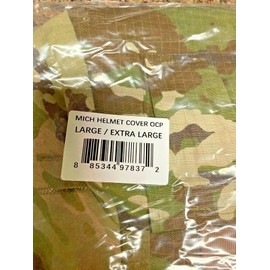 MICH HELMET COVER OCP
LARGE / EXTRA LARGE
8 85344 97837 2